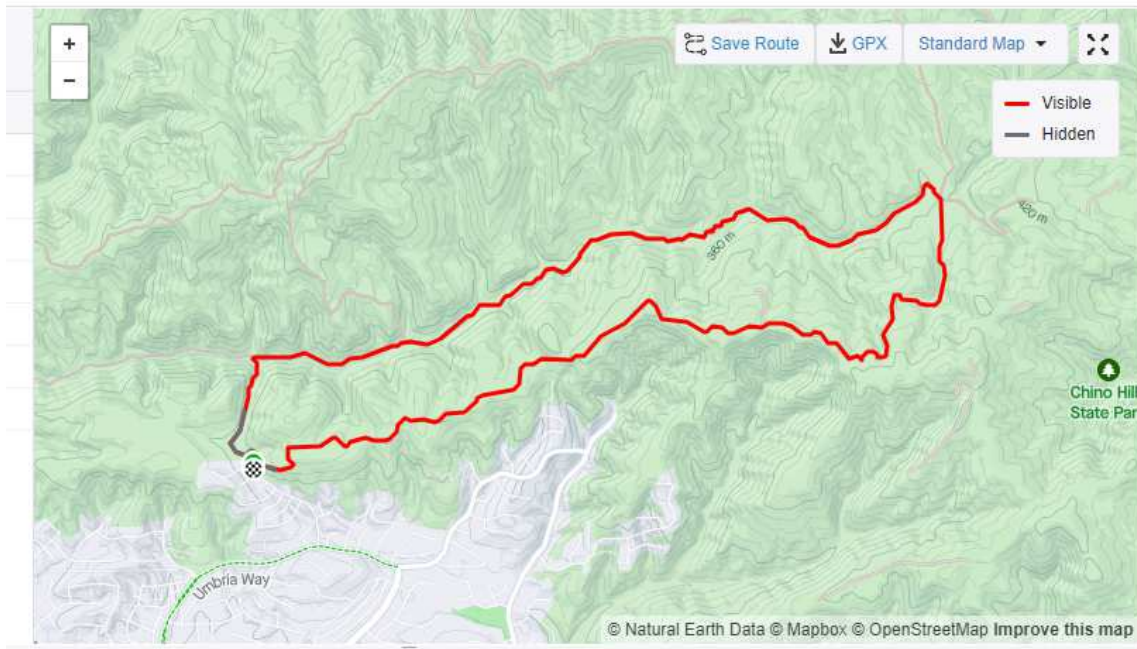 +
−
Save Route
GPX
Standard Map
Visible
Hidden
420 m
360 m
Chino Hill
State Par
Umbria Way
© Natural Earth Data © Mapbox © OpenStreetMap Improve this map